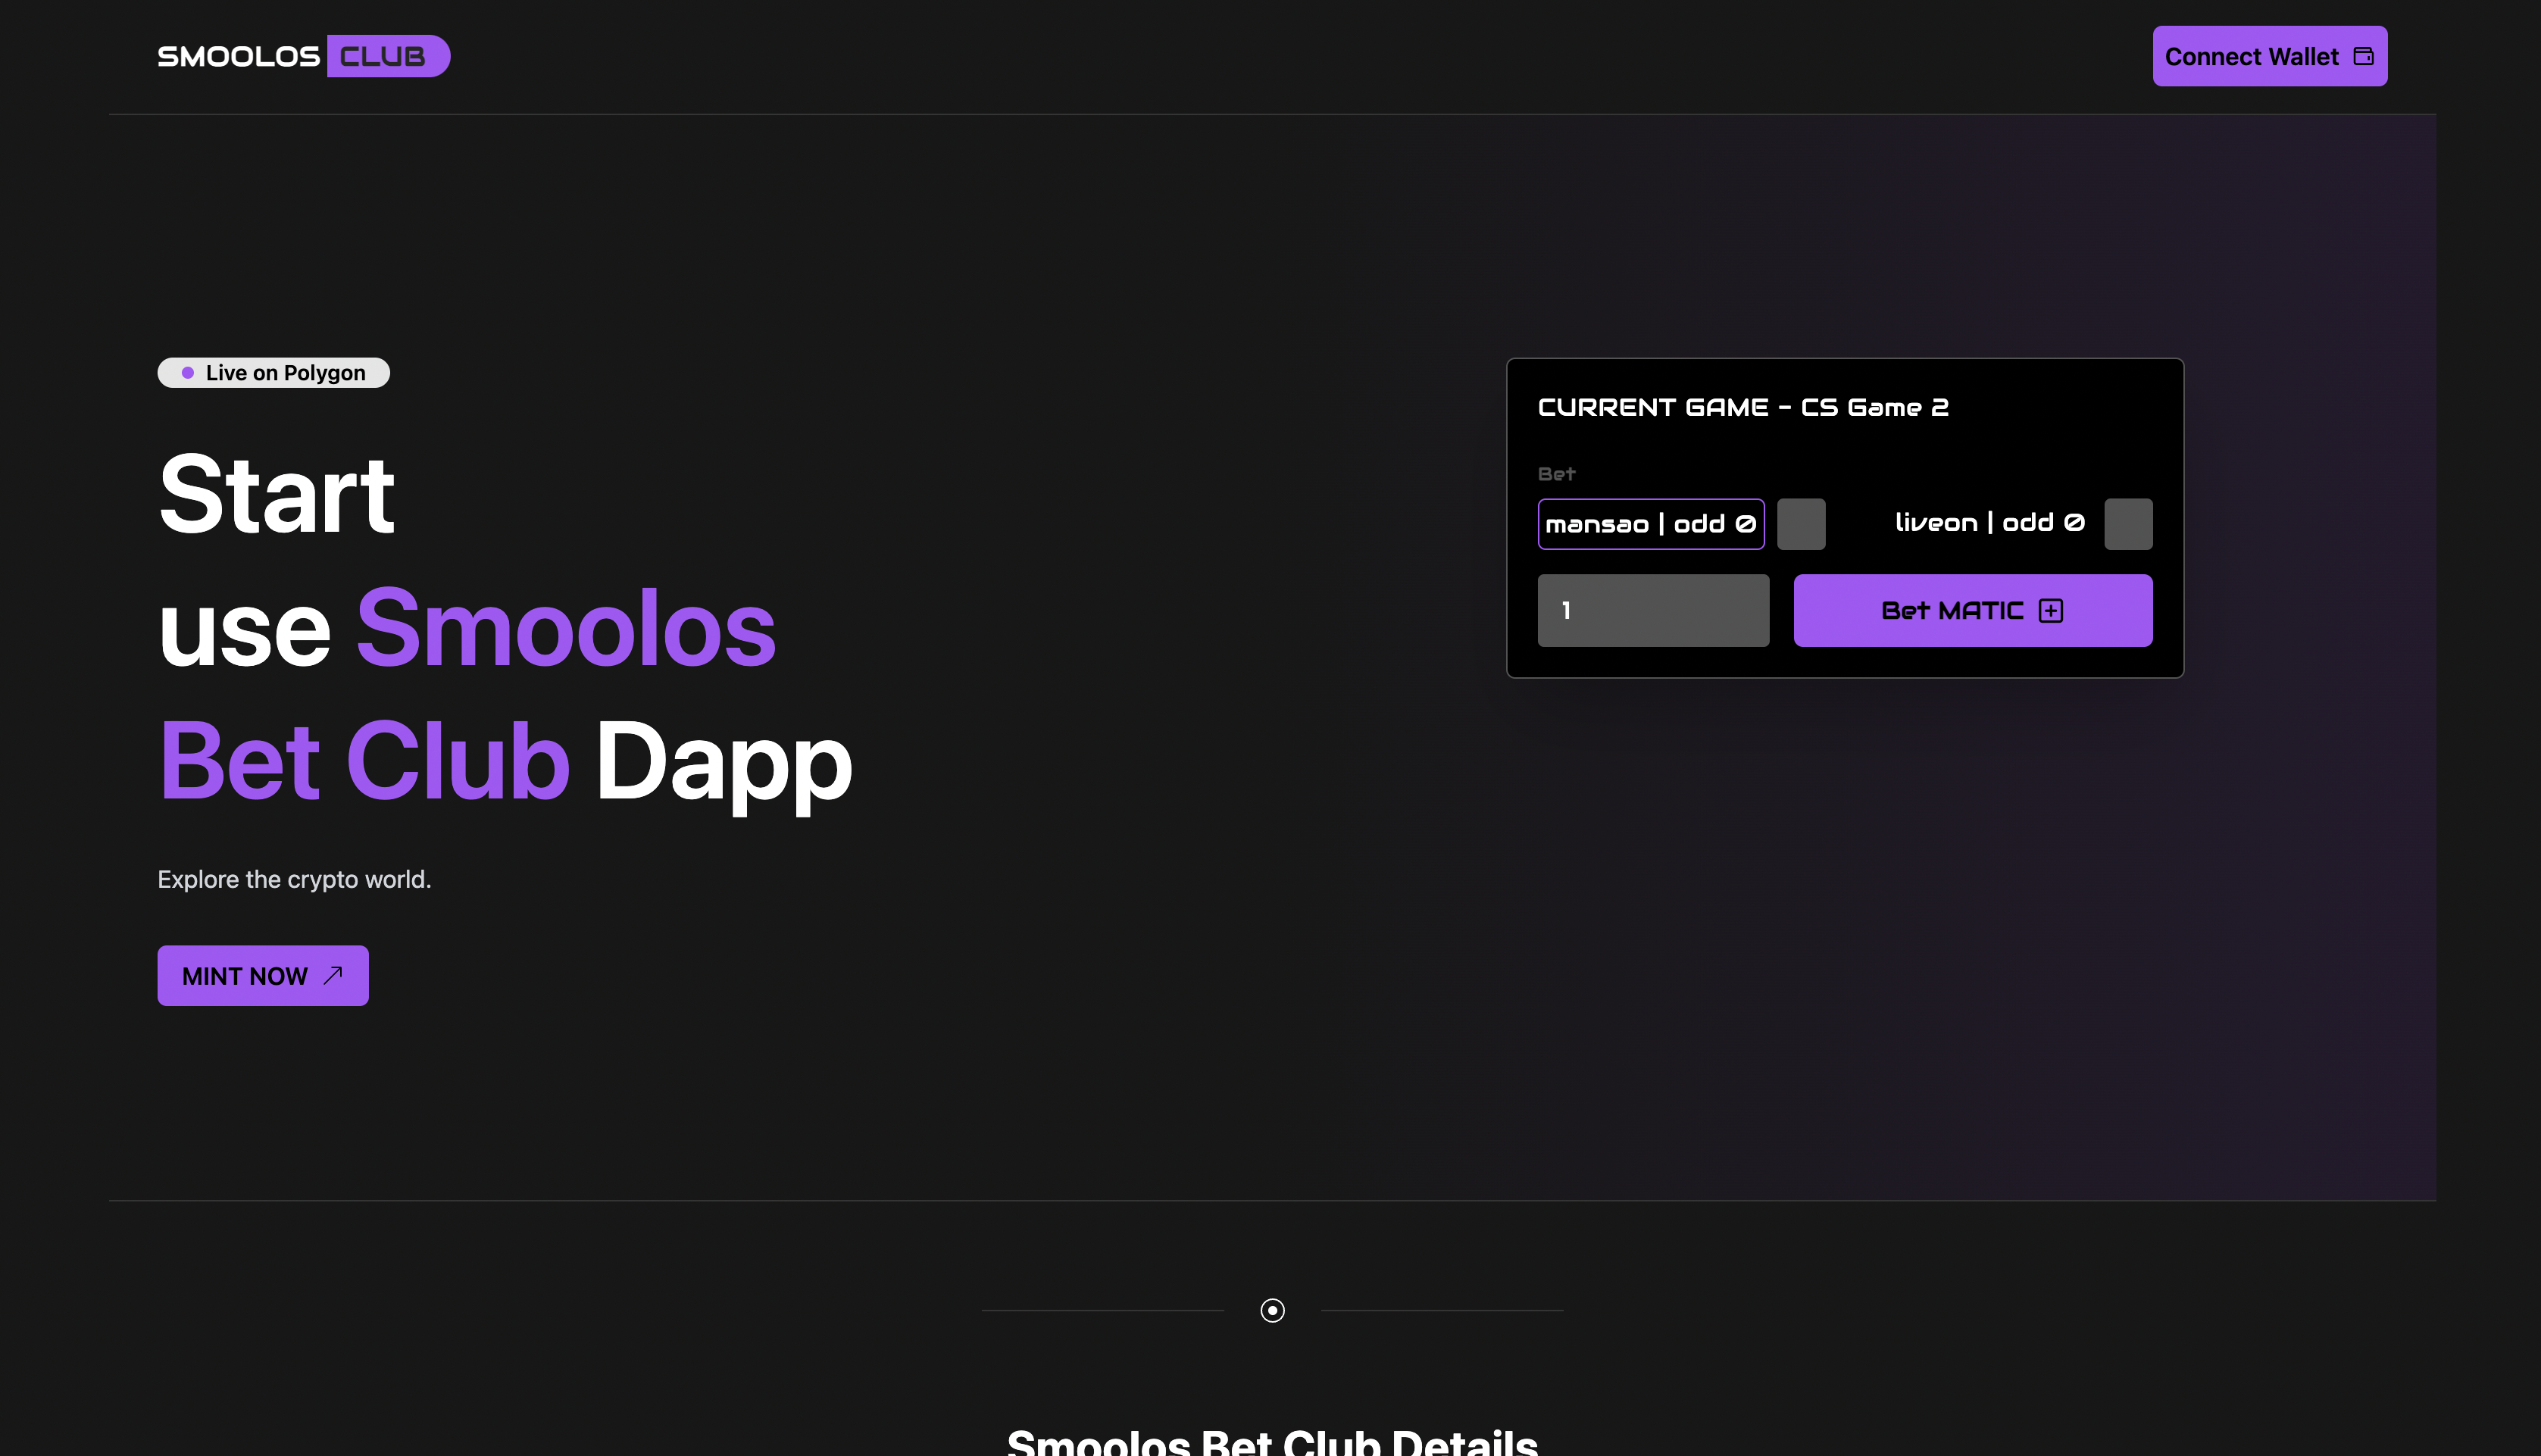 SMOOLOS CLUB
Connect Wallet
Live on Polygon
Start
use Smoolos
Bet Club Dapp
Explore the crypto world.
MINT NOW
CURRENT GAME - CS Game 2
Bet
mansao | odd 0
liveon | odd 0
1
Bet MATIC
Smoolos Bet Club Details